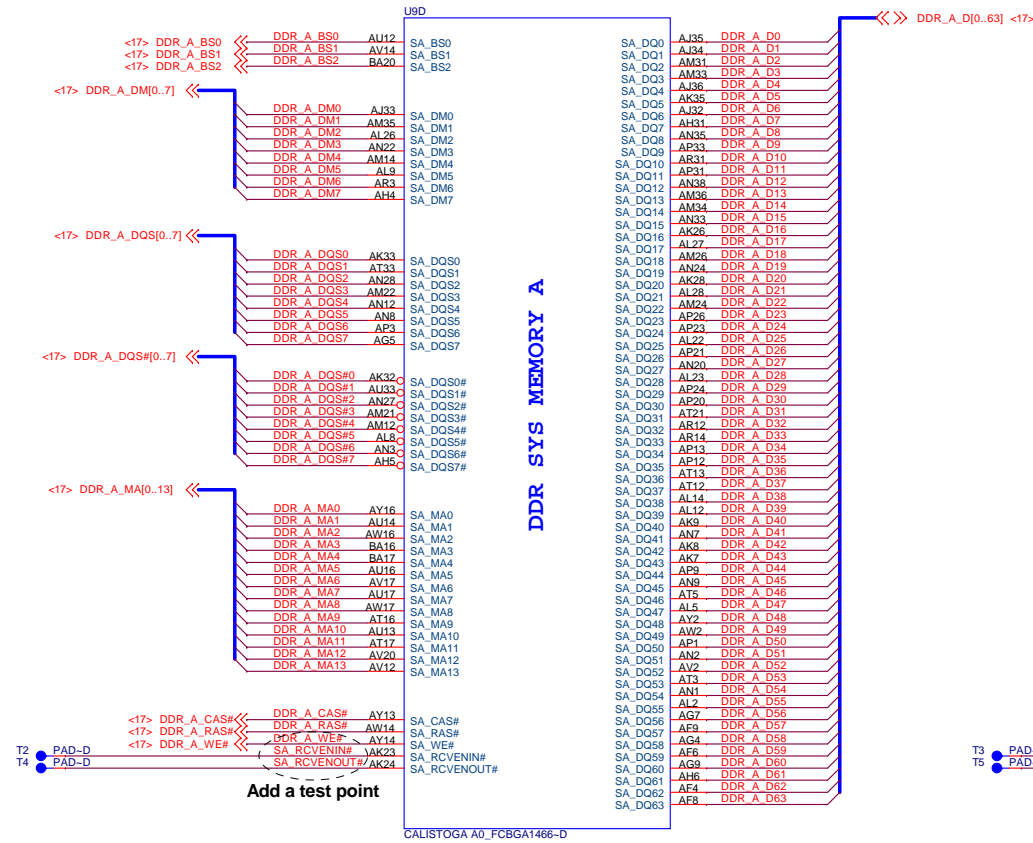 U9D
DDR_A_D[0..63] <17>
<17> DDR_A_BS0 DDR_A_BS0 AU12 SA_BS0
<17> DDR_A_BS1 DDR_A_BS1 AV14 SA_BS1
<17> DDR_A_BS2 DDR_A_BS2 BA20 SA_BS2
<17> DDR_A_DM[0..7]
DDR_A_DM0 AJ33 SA_DM0
DDR_A_DM1 AM35 SA_DM1
DDR_A_DM2 AL26 SA_DM2
DDR_A_DM3 AN22 SA_DM3
DDR_A_DM4 AM14 SA_DM4
DDR_A_DM5 AL9 SA_DM5
DDR_A_DM6 AR3 SA_DM6
DDR_A_DM7 AH4 SA_DM7
<17> DDR_A_DQS[0..7]
DDR_A_DQS0 AK33 SA_DQS0
DDR_A_DQS1 AT33 SA_DQS1
DDR_A_DQS2 AN28 SA_DQS2
DDR_A_DQS3 AM22 SA_DQS3
DDR_A_DQS4 AN12 SA_DQS4
DDR_A_DQS5 AN8 SA_DQS5
DDR_A_DQS6 AP3 SA_DQS6
DDR_A_DQS7 AG5 SA_DQS7
<17> DDR_A_DQS#[0..7]
DDR_A_DQS#0 AK32 SA_DQS0#
DDR_A_DQS#1 AU33 SA_DQS1#
DDR_A_DQS#2 AN27 SA_DQS2#
DDR_A_DQS#3 AM21 SA_DQS3#
DDR_A_DQS#4 AM12 SA_DQS4#
DDR_A_DQS#5 AL8 SA_DQS5#
DDR_A_DQS#6 AN3 SA_DQS6#
DDR_A_DQS#7 AH5 SA_DQS7#
<17> DDR_A_MA[0..13]
DDR_A_MA0 AY16 SA_MA0
DDR_A_MA1 AU14 SA_MA1
DDR_A_MA2 AW16 SA_MA2
DDR_A_MA3 BA16 SA_MA3
DDR_A_MA4 BA17 SA_MA4
DDR_A_MA5 AU16 SA_MA5
DDR_A_MA6 AV17 SA_MA6
DDR_A_MA7 AU17 SA_MA7
DDR_A_MA8 AW17 SA_MA8
DDR_A_MA9 AT16 SA_MA9
DDR_A_MA10 AU13 SA_MA10
DDR_A_MA11 AT17 SA_MA11
DDR_A_MA12 AV20 SA_MA12
DDR_A_MA13 AV12 SA_MA13
<17> DDR_A_CAS# DDR_A_CAS# AY13 SA_CAS#
<17> DDR_A_RAS# DDR_A_RAS# AW14 SA_RAS#
<17> DDR_A_WE# DDR_A_WE# AY14 SA_WE#
T2 PAD~D SA_RCVENIN# AK23 SA_RCVENIN#
T4 PAD~D SA_RCVENOUT# AK24 SA_RCVENOUT#
Add a test point
DDR SYS MEMORY A
SA_DQ0 AJ35 DDR_A_D0
SA_DQ1 AJ34 DDR_A_D1
SA_DQ2 AM31 DDR_A_D2
SA_DQ3 AM33 DDR_A_D3
SA_DQ4 AJ36 DDR_A_D4
SA_DQ5 AK35 DDR_A_D5
SA_DQ6 AJ32 DDR_A_D6
SA_DQ7 AH31 DDR_A_D7
SA_DQ8 AN35 DDR_A_D8
SA_DQ9 AP33 DDR_A_D9
SA_DQ10 AR31 DDR_A_D10
SA_DQ11 AP31 DDR_A_D11
SA_DQ12 AN38 DDR_A_D12
SA_DQ13 AM36 DDR_A_D13
SA_DQ14 AM34 DDR_A_D14
SA_DQ15 AN33 DDR_A_D15
SA_DQ16 AK26 DDR_A_D16
SA_DQ17 AL27 DDR_A_D17
SA_DQ18 AM26 DDR_A_D18
SA_DQ19 AN24 DDR_A_D19
SA_DQ20 AK28 DDR_A_D20
SA_DQ21 AL28 DDR_A_D21
SA_DQ22 AM24 DDR_A_D22
SA_DQ23 AP26 DDR_A_D23
SA_DQ24 AP23 DDR_A_D24
SA_DQ25 AL22 DDR_A_D25
SA_DQ26 AP21 DDR_A_D26
SA_DQ27 AN20 DDR_A_D27
SA_DQ28 AL23 DDR_A_D28
SA_DQ29 AP24 DDR_A_D29
SA_DQ30 AP20 DDR_A_D30
SA_DQ31 AT21 DDR_A_D31
SA_DQ32 AR12 DDR_A_D32
SA_DQ33 AR14 DDR_A_D33
SA_DQ34 AP13 DDR_A_D34
SA_DQ35 AP12 DDR_A_D35
SA_DQ36 AT13 DDR_A_D36
SA_DQ37 AT12 DDR_A_D37
SA_DQ38 AL14 DDR_A_D38
SA_DQ39 AL12 DDR_A_D39
SA_DQ40 AK9 DDR_A_D40
SA_DQ41 AN7 DDR_A_D41
SA_DQ42 AK8 DDR_A_D42
SA_DQ43 AK7 DDR_A_D43
SA_DQ44 AP9 DDR_A_D44
SA_DQ45 AN9 DDR_A_D45
SA_DQ46 AT5 DDR_A_D46
SA_DQ47 AL5 DDR_A_D47
SA_DQ48 AY2 DDR_A_D48
SA_DQ49 AW2 DDR_A_D49
SA_DQ50 AP1 DDR_A_D50
SA_DQ51 AN2 DDR_A_D51
SA_DQ52 AV2 DDR_A_D52
SA_DQ53 AT3 DDR_A_D53
SA_DQ54 AN1 DDR_A_D54
SA_DQ55 AL2 DDR_A_D55
SA_DQ56 AG7 DDR_A_D56
SA_DQ57 AF9 DDR_A_D57
SA_DQ58 AG4 DDR_A_D58
SA_DQ59 AF6 DDR_A_D59
SA_DQ60 AG9 DDR_A_D60
SA_DQ61 AH6 DDR_A_D61
SA_DQ62 AF4 DDR_A_D62
SA_DQ63 AF8 DDR_A_D63
T3 PAD
T5 PAD
CALISTOGA A0_FCBGA1466~D